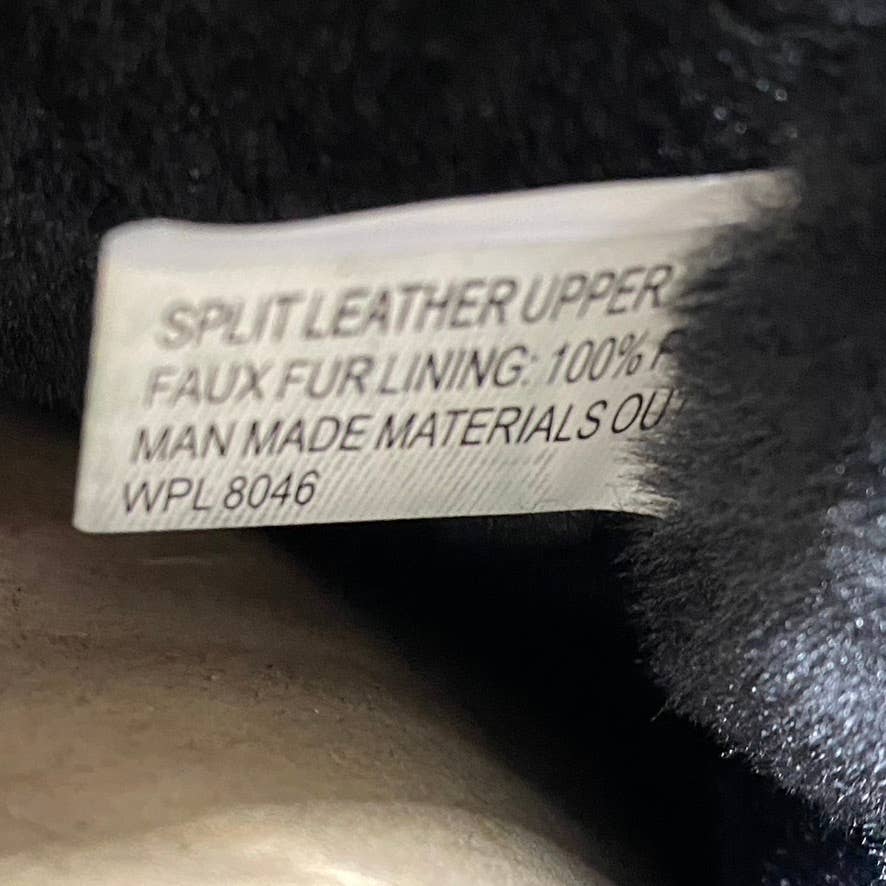 SPLIT LEATHER UPPER
FAUX FUR LINING: 100%
MAN MADE MATERIALS
WPL 8046